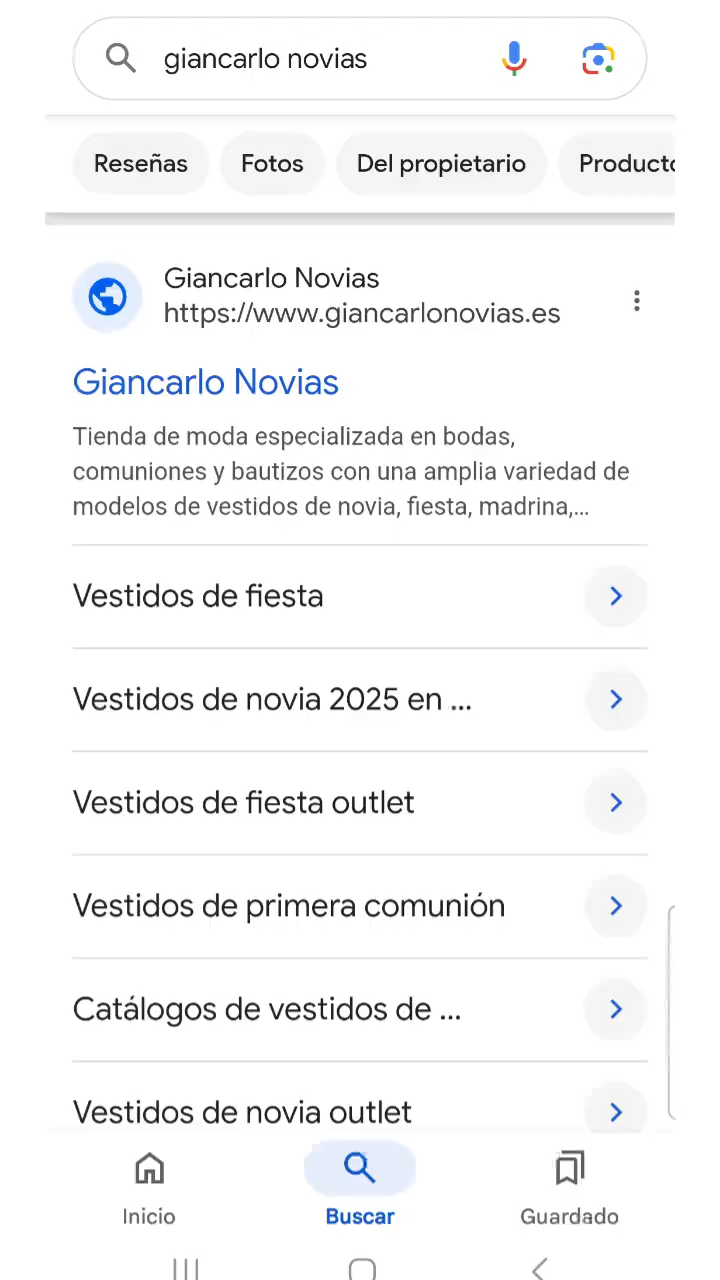 giancarlo novias
Reseñas
Fotos
Del propietario
Producto
Giancarlo Novias
https://www.giancarlonovias.es
Giancarlo Novias
Tienda de moda especializada en bodas,
comuniones y bautizos con una amplia variedad de
modelos de vestidos de novia, fiesta, madrina,...
Vestidos de fiesta
Vestidos de novia 2025 en ...
Vestidos de fiesta outlet
Vestidos de primera comunión
Catálogos de vestidos de ...
Vestidos de novia outlet
Inicio
Buscar
Guardado